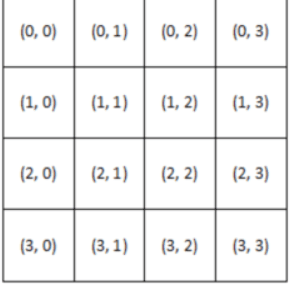 (0, 0) (0, 1) (0, 2) (0, 3)
(1, 0) (1, 1) (1, 2) (1, 3)
(2, 0) (2, 1) (2, 2) (2, 3)
(3, 0) (3, 1) (3, 2) (3, 3)